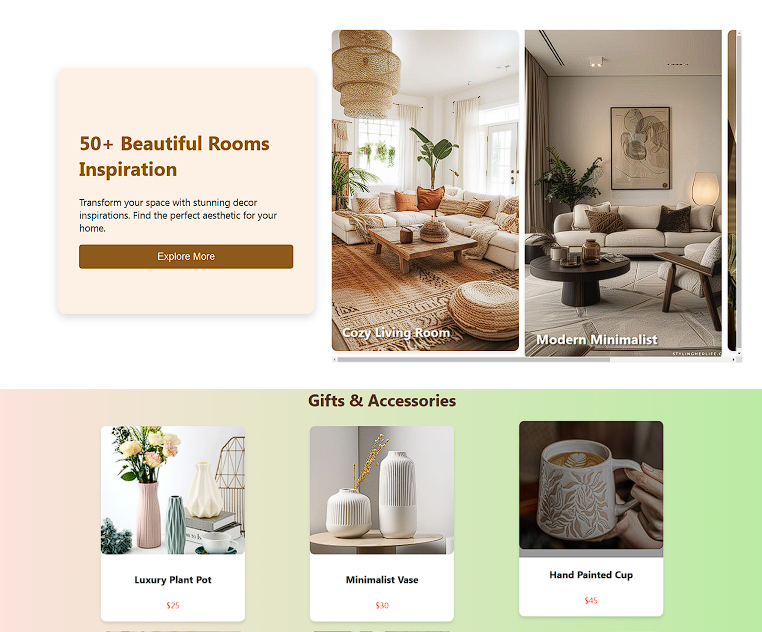 50+ Beautiful Rooms
Inspiration
Transform your space with stunning decor
inspirations. Find the perfect aesthetic for your
home.
Explore More
Cozy Living Room
Modern Minimalist
STYLINGHERLIFE.C
Gifts & Accessories
Luxury Plant Pot
$25
Minimalist Vase
$30
Hand Painted Cup
$45